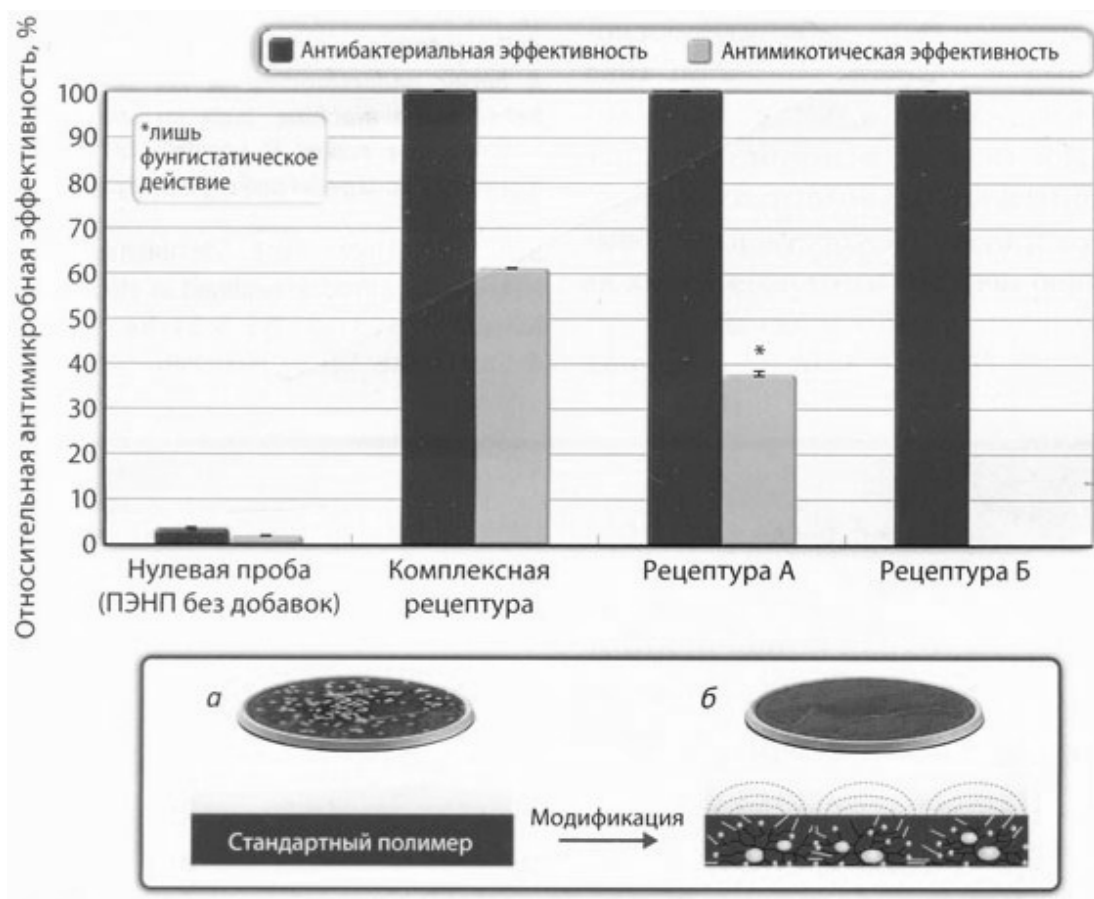 Относительная антимикробная эффективность, %
Антибактериальная эффективность
Антимикотическая эффективность
100
90
80
70
60
50
40
30
20
10
0
*лишь
фунгистатическое
действие
*
Нулевая проба
(ПЭНП без добавок)
Комплексная
рецептура
Рецептура А
Рецептура Б
а
б
Стандартный полимер
Модификация